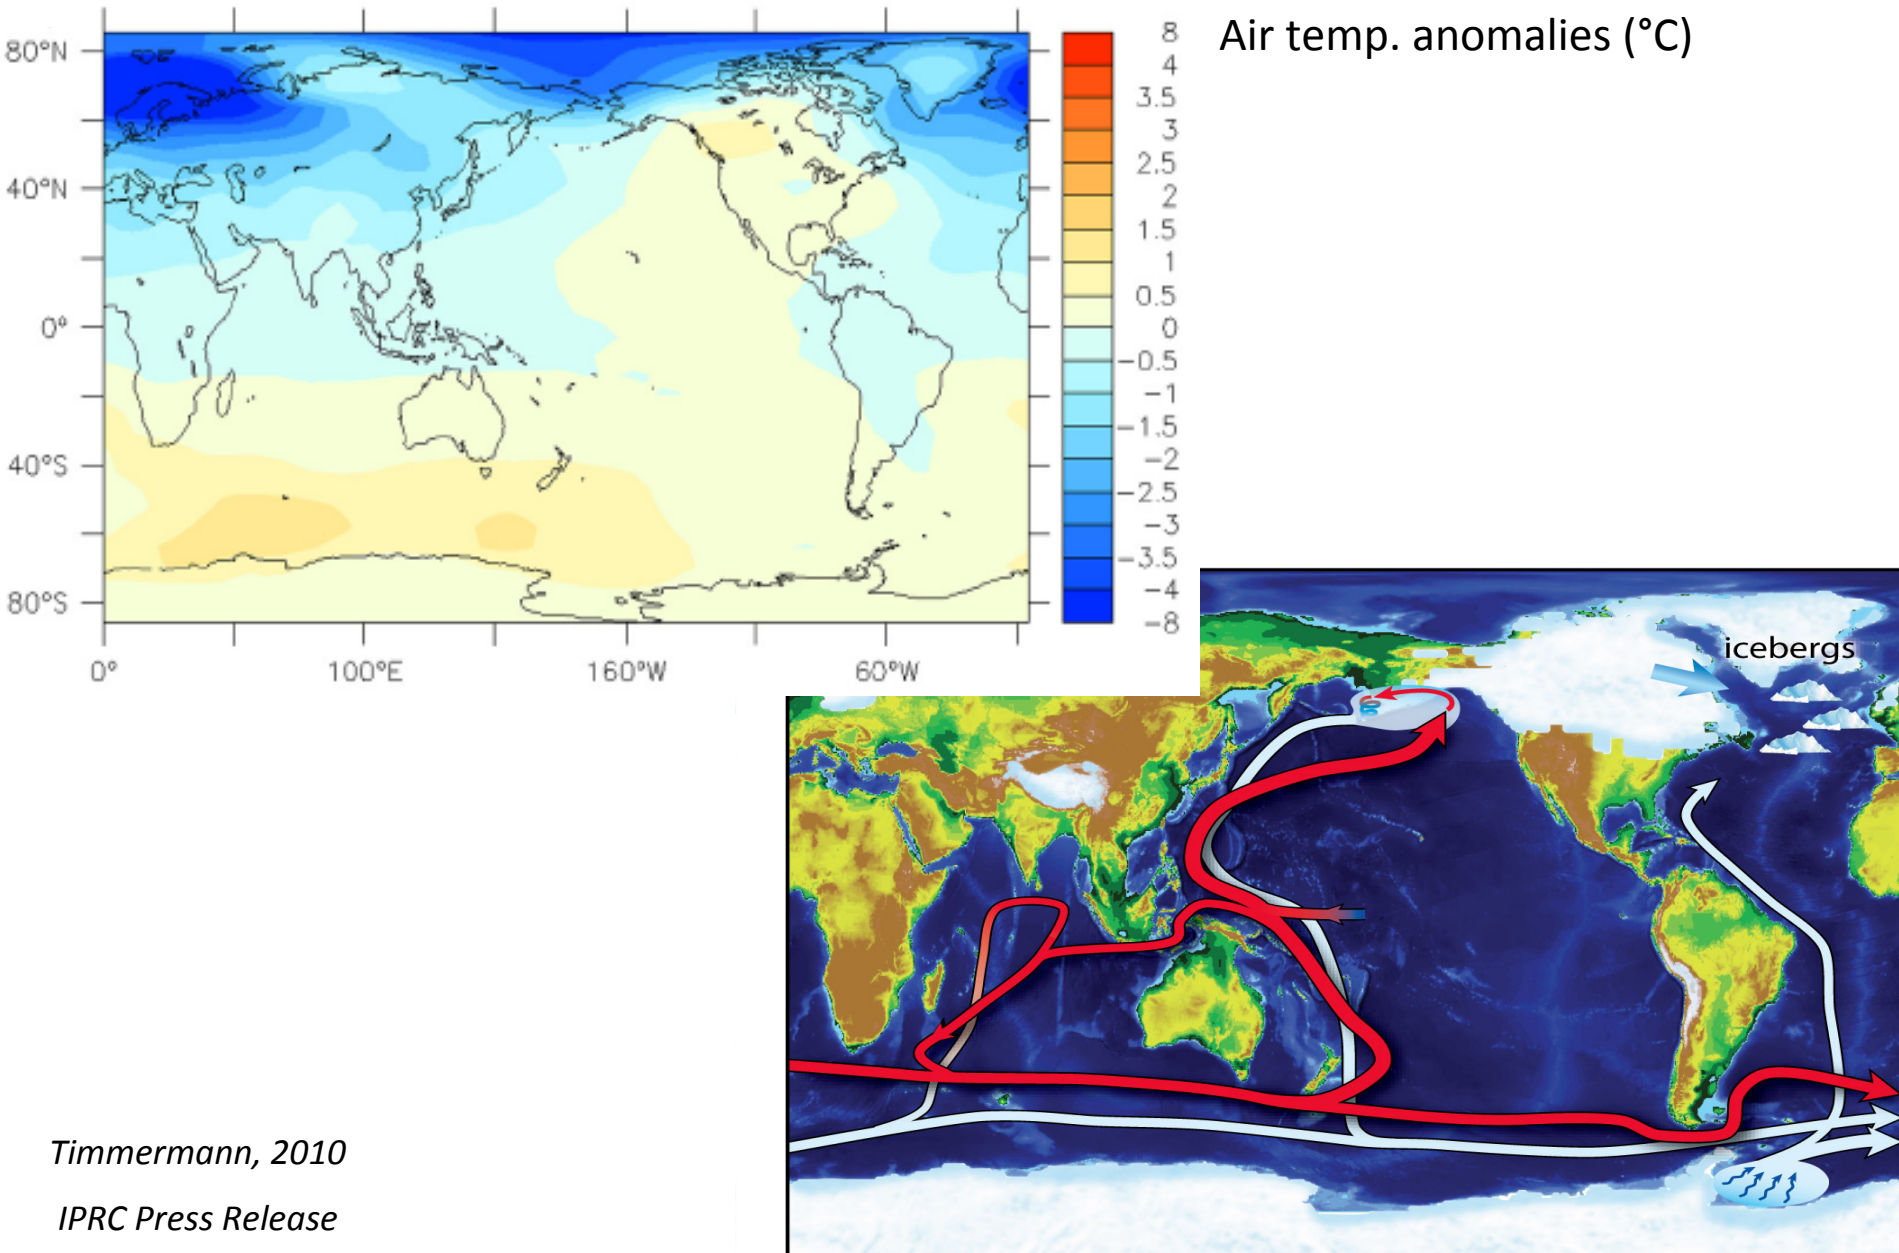 Air temp. anomalies (°C)
80°N
40°N
0°
40°S
80°S
0°
100°E
160°W
60°W
8
4
3.5
3
2.5
2
1.5
1
0.5
0
−0.5
−1
−1.5
−2
−2.5
−3
−3.5
−4
−8
icebergs
Timmermann, 2010
IPRC Press Release